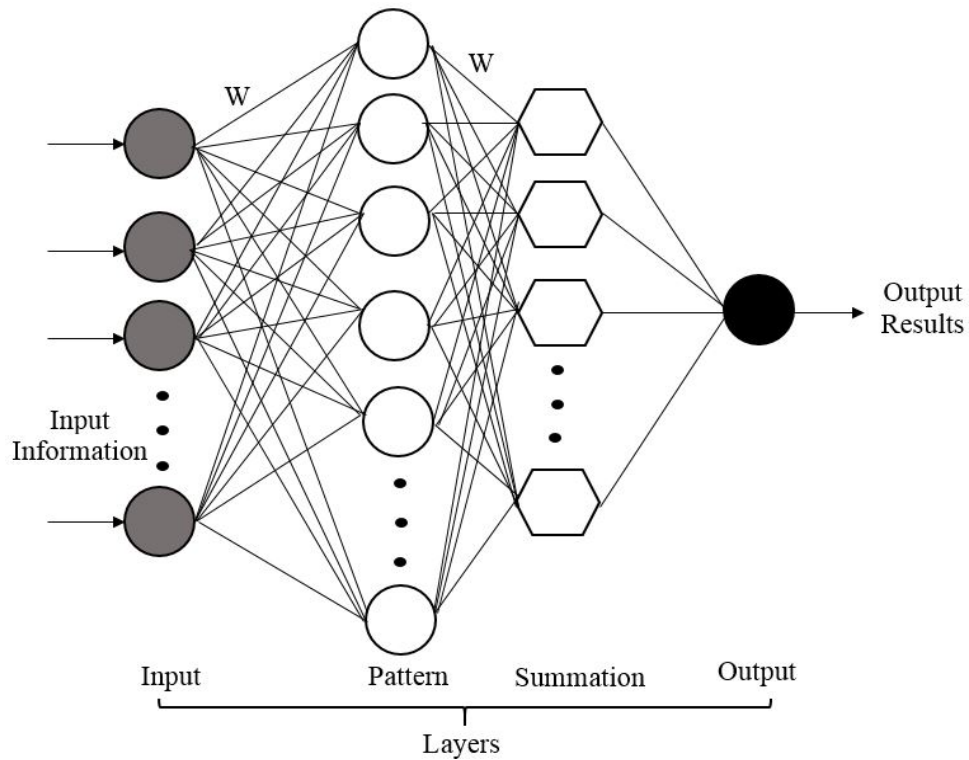 W
W
Output
Results
Input
Information
Input
Pattern
Summation
Output
Layers